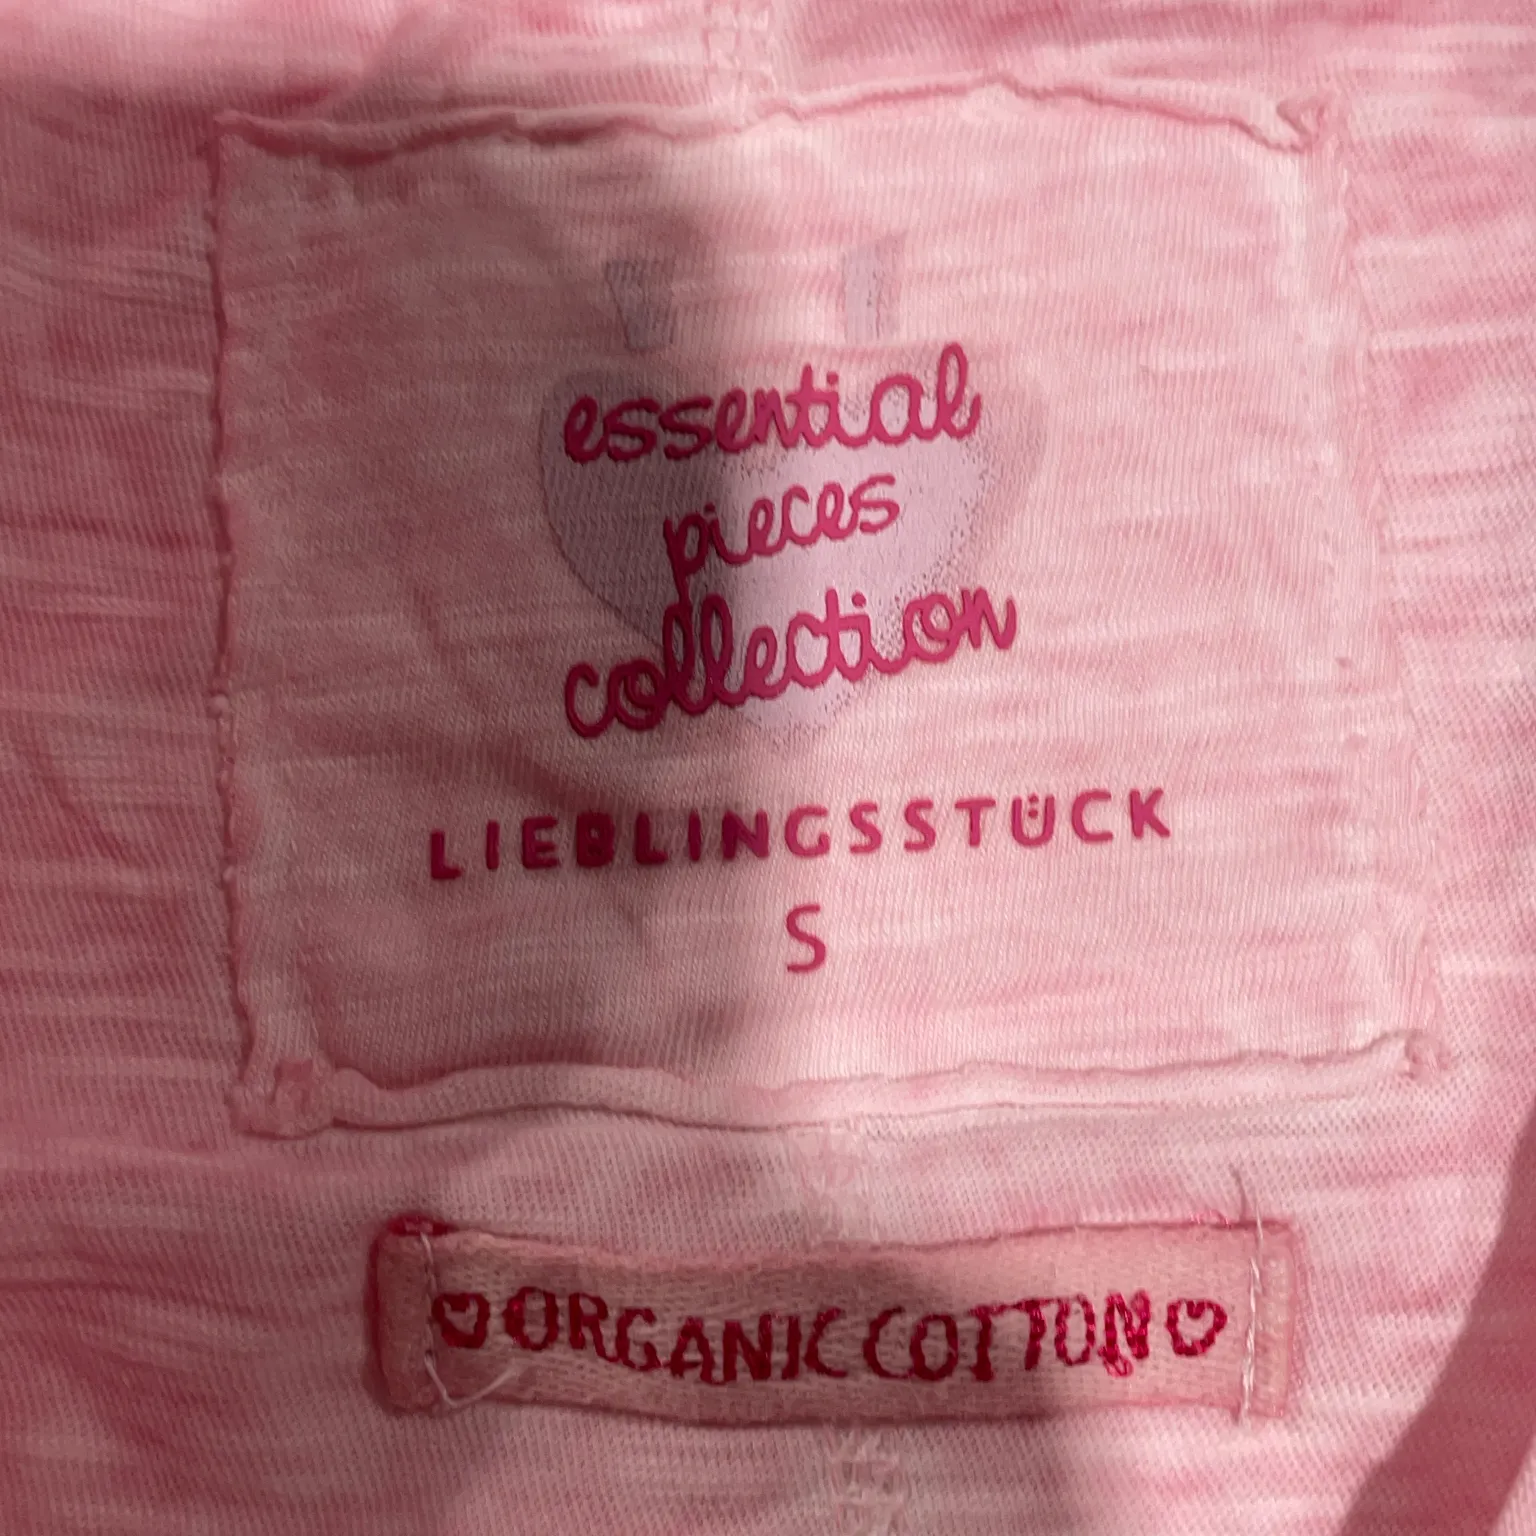 essential
pieces
collection
LIEBLINGSSTÜCK
S
ORGANIC COTTON